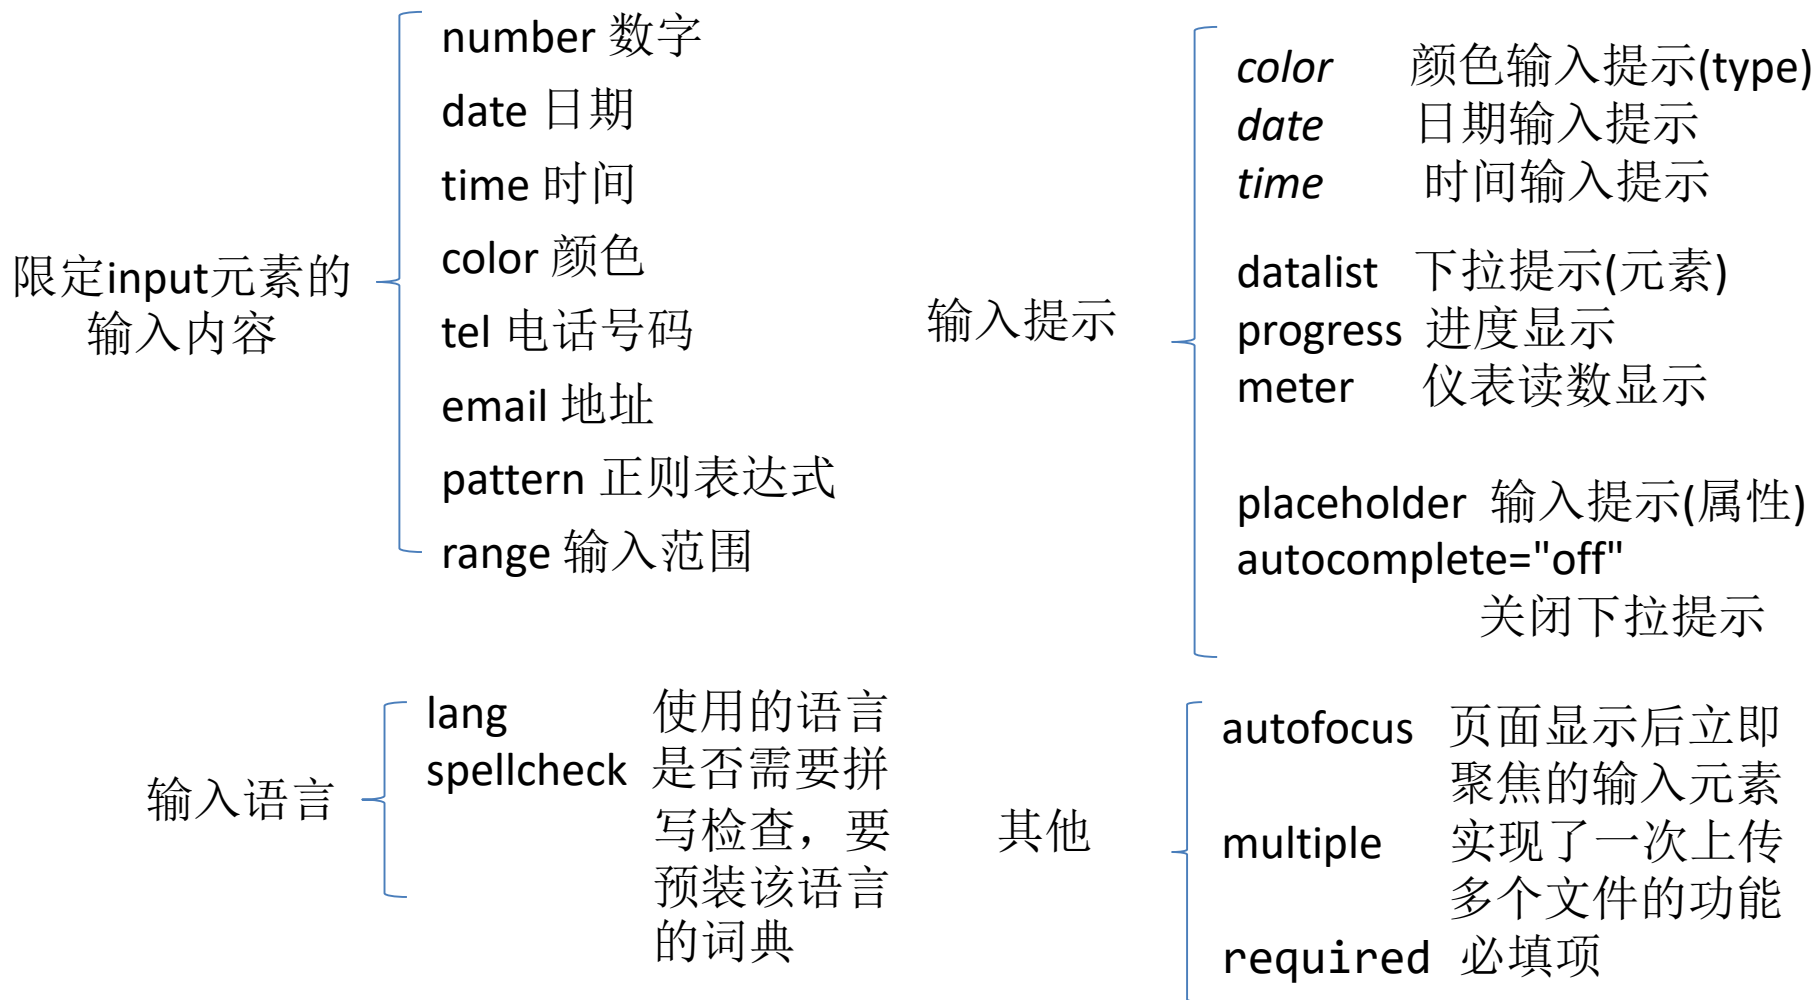 限定input元素的
输入内容
number 数字
date 日期
time 时间
color 颜色
tel 电话号码
email 地址
pattern 正则表达式
range 输入范围
输入提示
color 颜色输入提示(type)
date 日期输入提示
time 时间输入提示
datalist 下拉提示(元素)
progress 进度显示
meter 仪表读数显示
placeholder 输入提示(属性)
autocomplete="off"
关闭下拉提示
输入语言
lang 使用的语言
spellcheck 是否需要拼
写检查，要
预装该语言
的词典
其他
autofocus 页面显示后立即
聚焦的输入元素
multiple 实现了一次上传
多个文件的功能
required 必填项